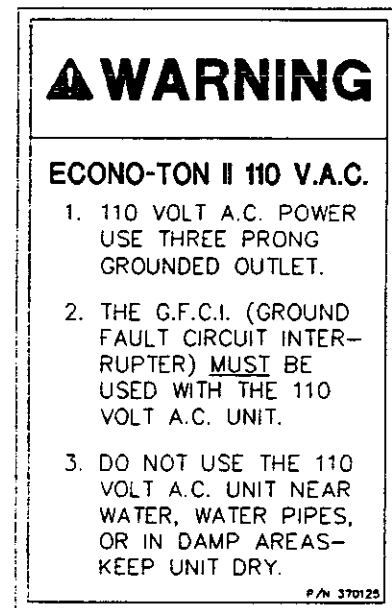 ⚠WARNING
ECONO-TON II 110 V.A.C.
1. 110 VOLT A.C. POWER
USE THREE PRONG
GROUNDED OUTLET.
2. THE G.F.C.I. (GROUND
FAULT CIRCUIT INTER-
RUPTER) MUST BE
USED WITH THE 110
VOLT A.C. UNIT.
3. DO NOT USE THE 110
VOLT A.C. UNIT NEAR
WATER, WATER PIPES,
OR IN DAMP AREAS-
KEEP UNIT DRY.
P/N 370125